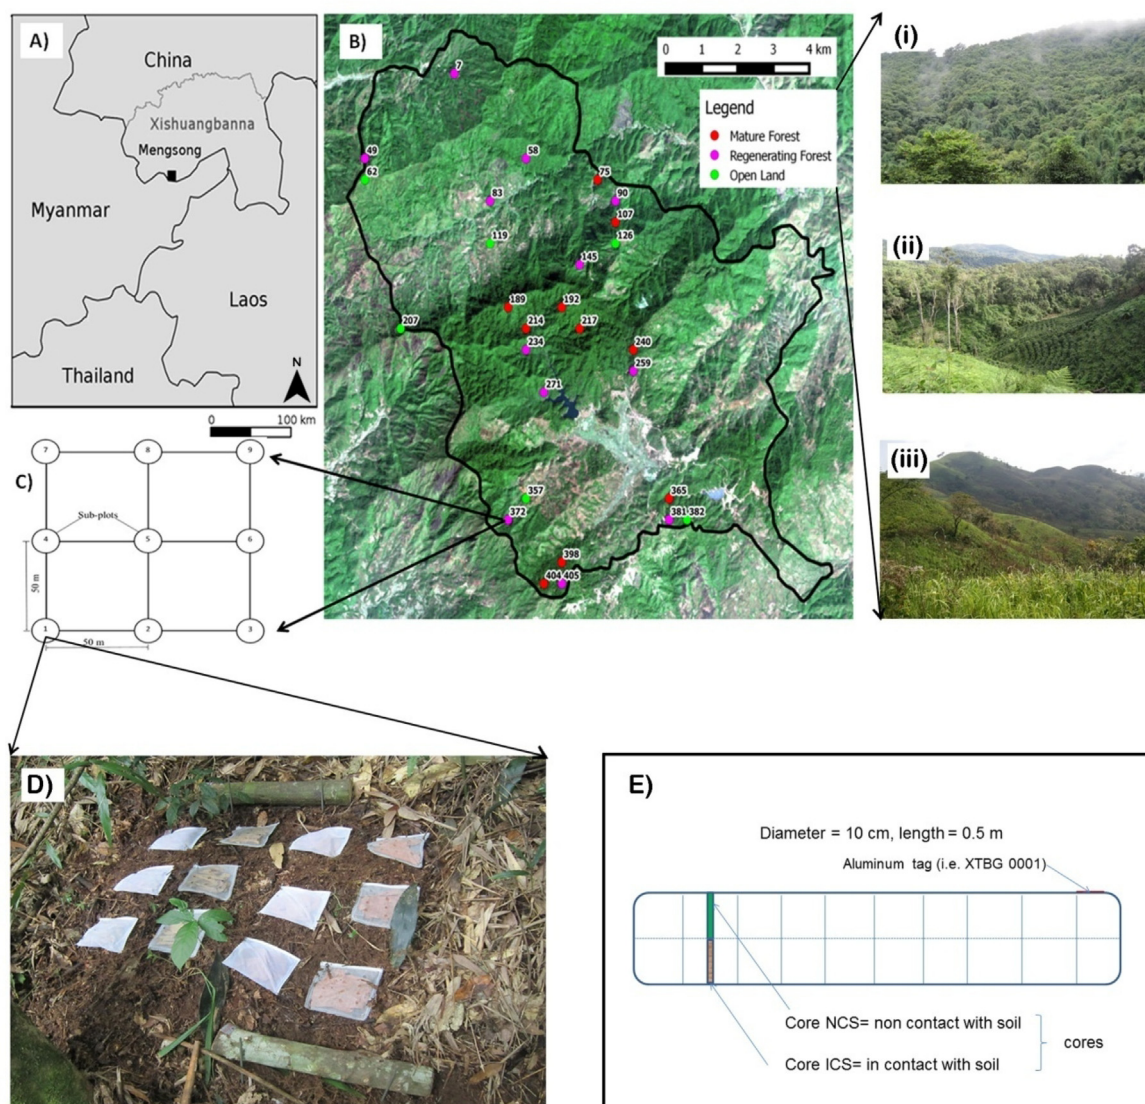 A)
China
Xishuangbanna
Mengsong
Myanmar
Laos
Thailand
N
0 100 km
B)
0 1 2 3 4 km
Legend
Mature Forest
Regenerating Forest
Open Land
7
49
58
62
75
83
90
107
119
126
145
189
192
207
214
217
234
240
259
271
357
365
372
381
382
398
404
405
(i)
(ii)
(iii)
C)
7 8 9
Sub-plots
4 5 6
50 m
1 2 3
50 m
D)
E)
Diameter = 10 cm, length = 0.5 m
Aluminum tag (i.e. XTBG 0001)
Core NCS= non contact with soil
cores
Core ICS= in contact with soil